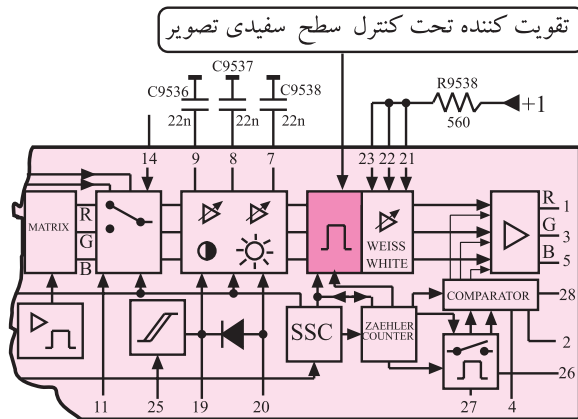 تقویت کننده تحت کنترل سطح سفیدی تصویر
C9537
C9536
C9538
22n
22n
22n
R9538
560
+1
14
9
8
7
23
22
21
MATRIX
R
G
B
WEISS
WHITE
R
1
G
3
B
5
SSC
ZAEHLER
COUNTER
COMPARATOR
28
2
26
11
25
19
20
27
4